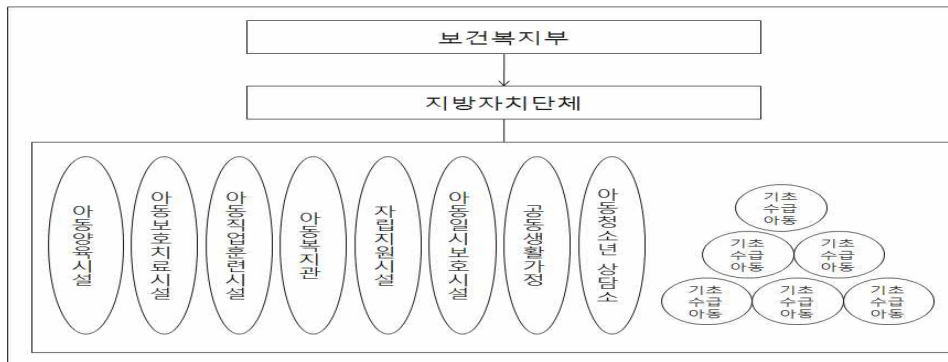 보건복지부
지방자치단체
아동양육시설
아동보호치료시설
아동직업훈련시설
아동복지관
자립지원시설
아동일시보호시설
공동생활가정
아동청소년 상담소
기초
수급
아동
기초
수급
아동
기초
수급
아동
기초
수급
아동
기초
수급
아동
기초
수급
아동